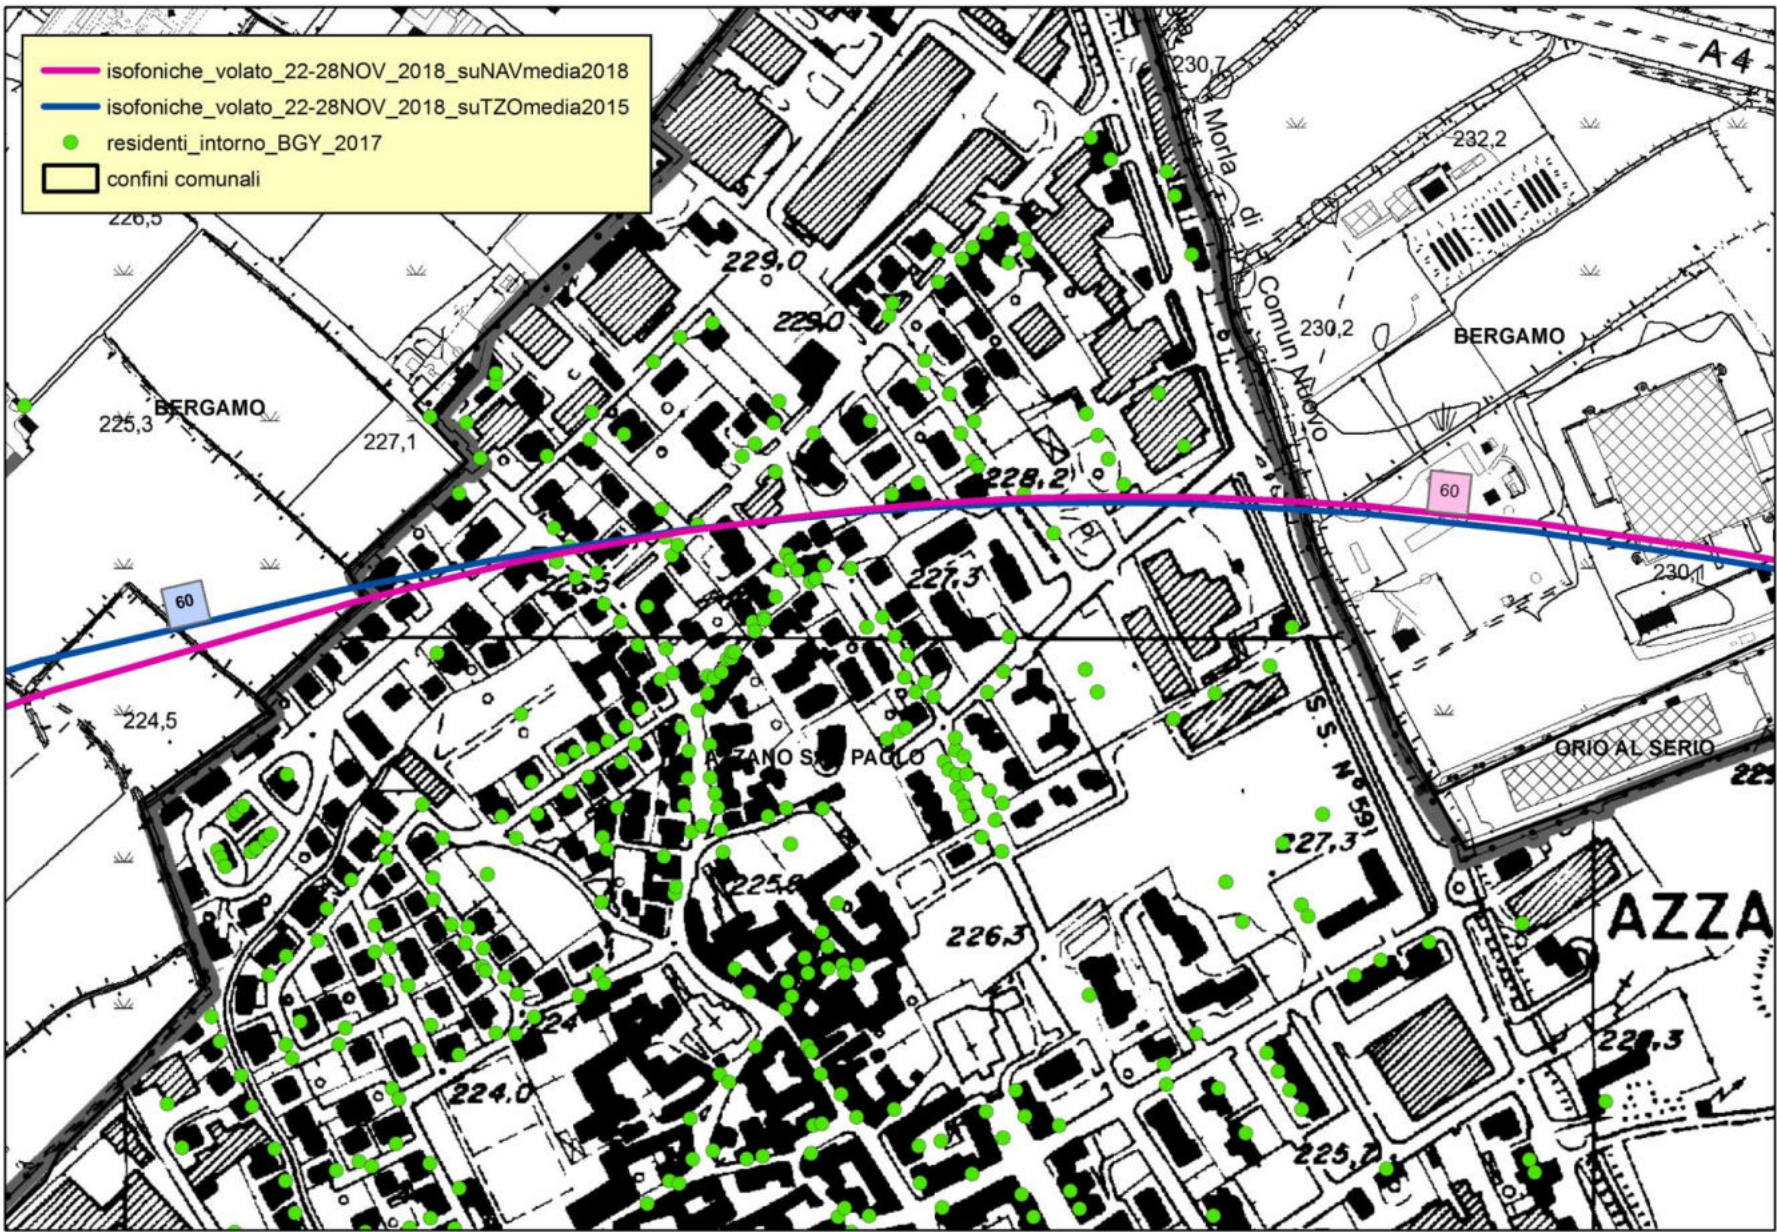 isofoniche_volato_22-28NOV_2018_suNAVmedia2018
isofoniche_volato_22-28NOV_2018_suTZOmedia2015
residenti_intorno_BGY_2017
confini comunali
A4
230,7
Morla di Comun Nuovo
232,2
226,5
229,0
229,0
230,2
BERGAMO
BERGAMO
225,3
227,1
228,2
60
227,3
230,1
60
224,5
S.S. No 591
ORIO AL SERIO
AZZANO SAN PAOLO
227,3
225,8
226,3
AZZA
224
224,0
225,7